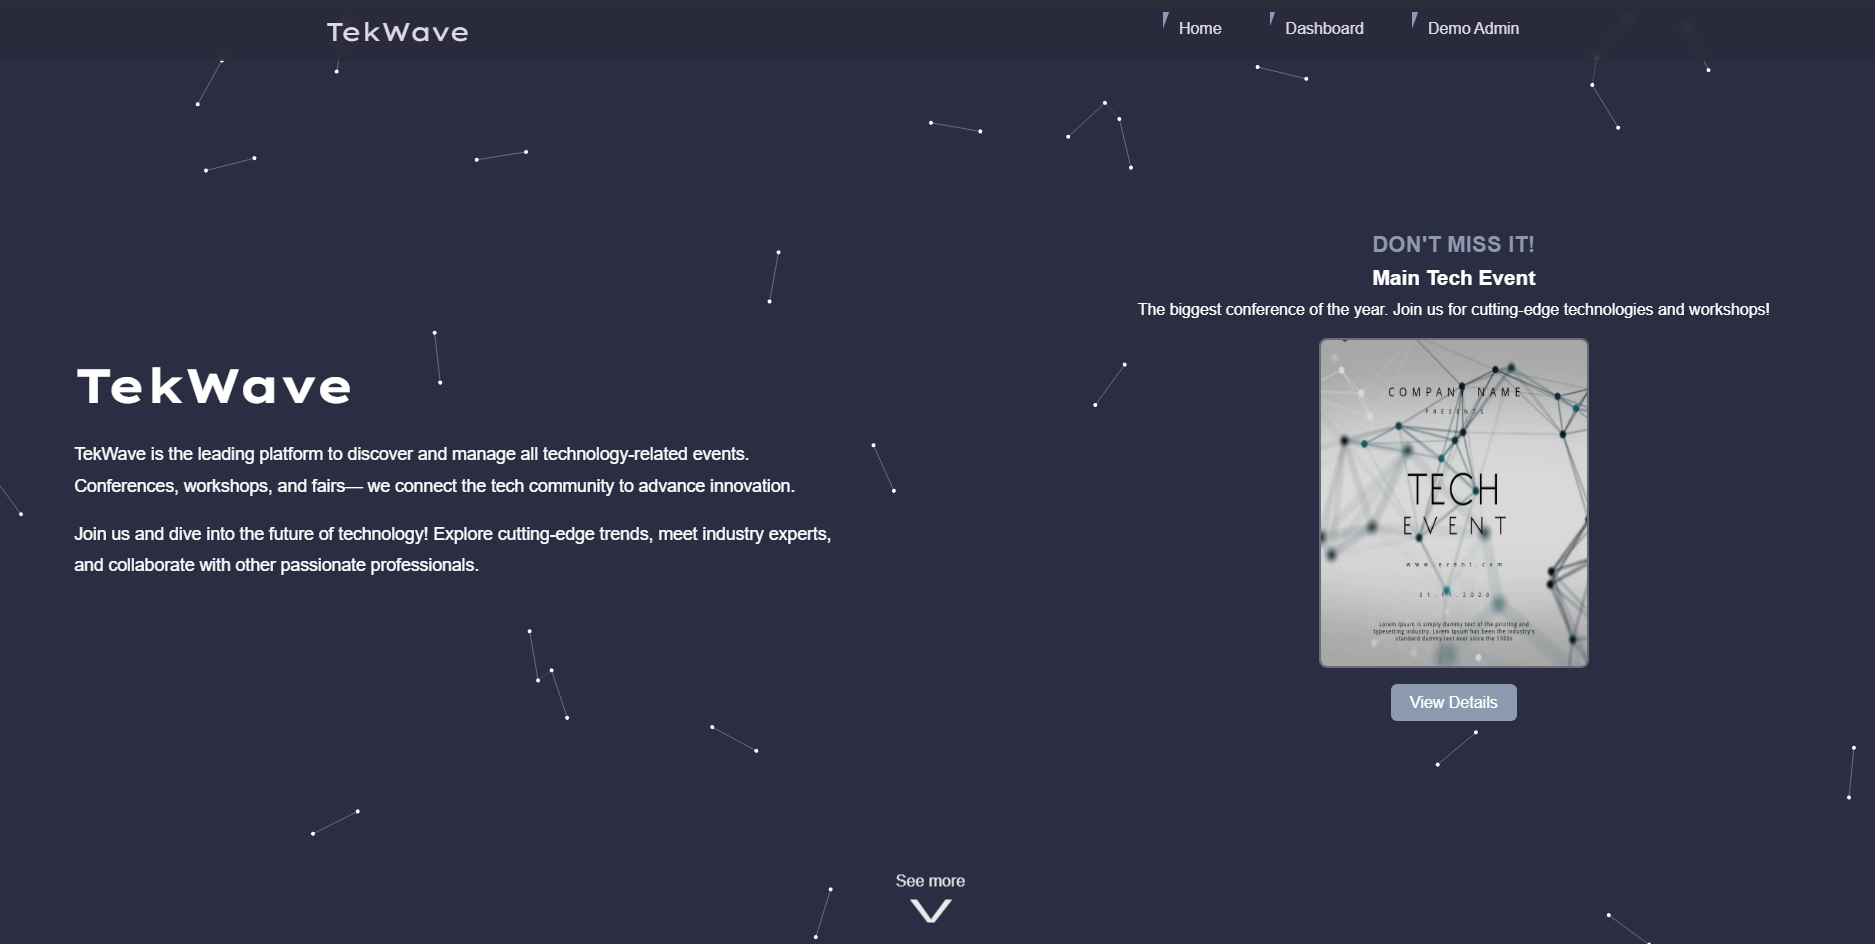 TekWave
Home
Dashboard
Demo Admin
TekWave
TekWave is the leading platform to discover and manage all technology-related events.
Conferences, workshops, and fairs— we connect the tech community to advance innovation.
Join us and dive into the future of technology! Explore cutting-edge trends, meet industry experts,
and collaborate with other passionate professionals.
DON'T MISS IT!
Main Tech Event
The biggest conference of the year. Join us for cutting-edge technologies and workshops!
COMPANY NAME
PRESENTS
TECH
EVENT
www.event.com
01.11.2020
Lorem Ipsum is simply dummy text of the printing and
typesetting industry. Lorem Ipsum has been the industry's
standard dummy text ever since the 1500s
View Details
See more